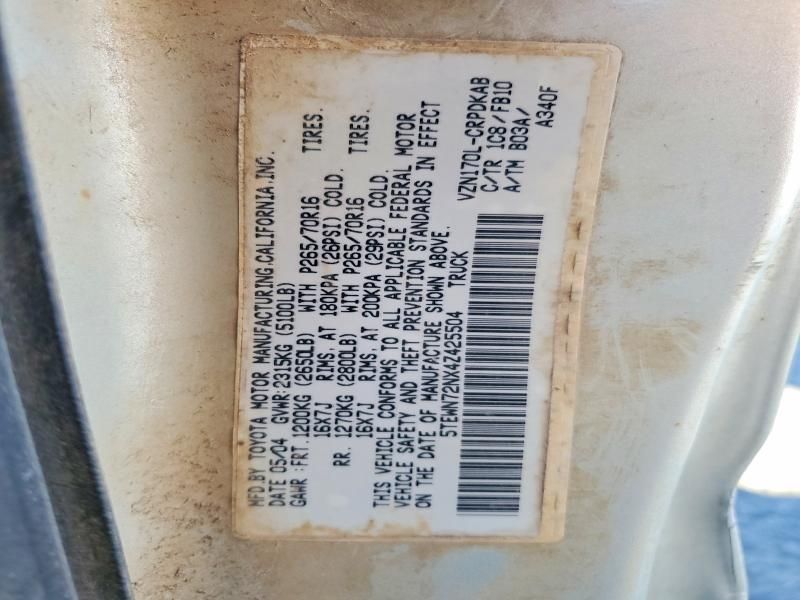 MFD.BY TOYOTA MOTOR MANUFACTURING,CALIFORNIA,INC.
DATE 05/04 GVWR:2315KG (5100LB)
GAWR :FRT.1200KG (2650LB) WITH P265/70R16 TIRES.
16X7J RIMS, AT 180KPA (26PSI) COLD.
RR. 1270KG (2800LB) WITH P265/70R16 TIRES.
16X7J RIMS, AT 200KPA (29PSI) COLD.
THIS VEHICLE CONFORMS TO ALL APPLICABLE FEDERAL MOTOR
VEHICLE SAFETY AND THEFT PREVENTION STANDARDS IN EFFECT
ON THE DATE OF MANUFACTURE SHOWN ABOVE.
5TEWN72NX4Z425504 TRUCK
VZN170L-CRPDKAB
C/TR 1C8/FB10
A/TM B03A/
A340F